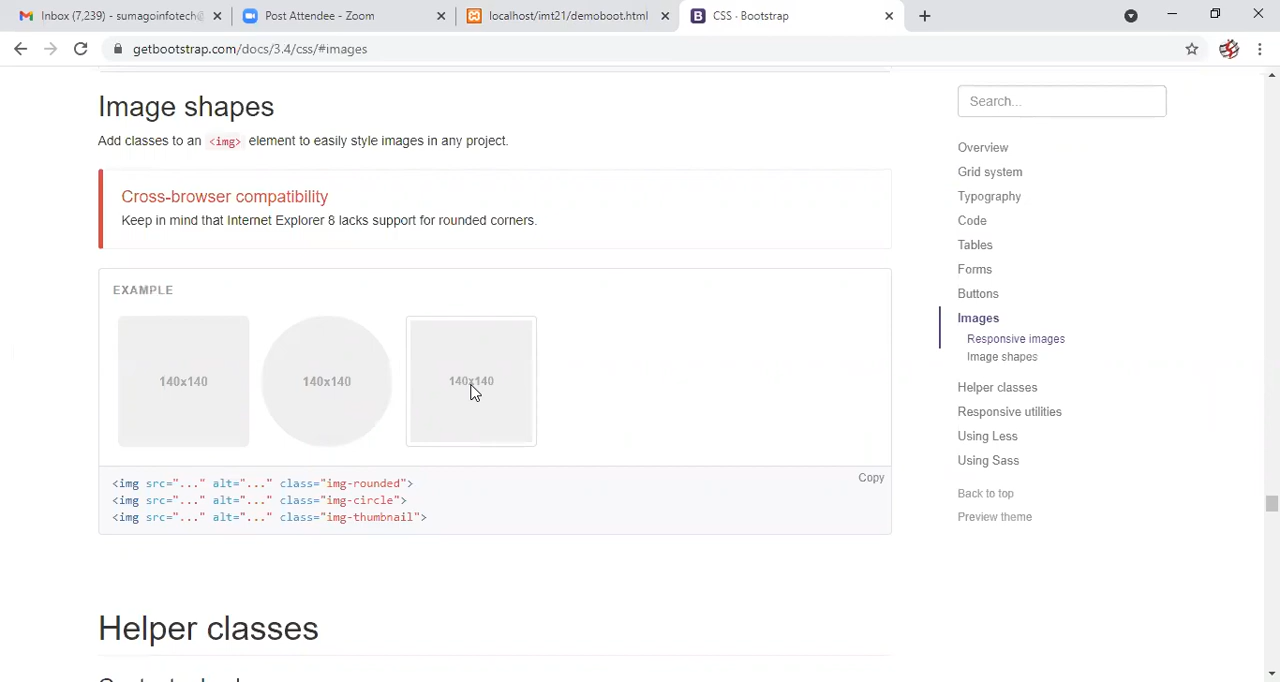 Inbox (7,239) - sumagoinfotech@
Post Attendee - Zoom
localhost/imt21/demoboot.html
CSS · Bootstrap
getbootstrap.com/docs/3.4/css/#images
Image shapes
Add classes to an <img> element to easily style images in any project.
Cross-browser compatibility
Keep in mind that Internet Explorer 8 lacks support for rounded corners.
EXAMPLE
140x140
140x140
140x140
Copy
<img src="..." alt="..." class="img-rounded">
<img src="..." alt="..." class="img-circle">
<img src="..." alt="..." class="img-thumbnail">
Helper classes
Search...
Overview
Grid system
Typography
Code
Tables
Forms
Buttons
Images
Responsive images
Image shapes
Helper classes
Responsive utilities
Using Less
Using Sass
Back to top
Preview theme